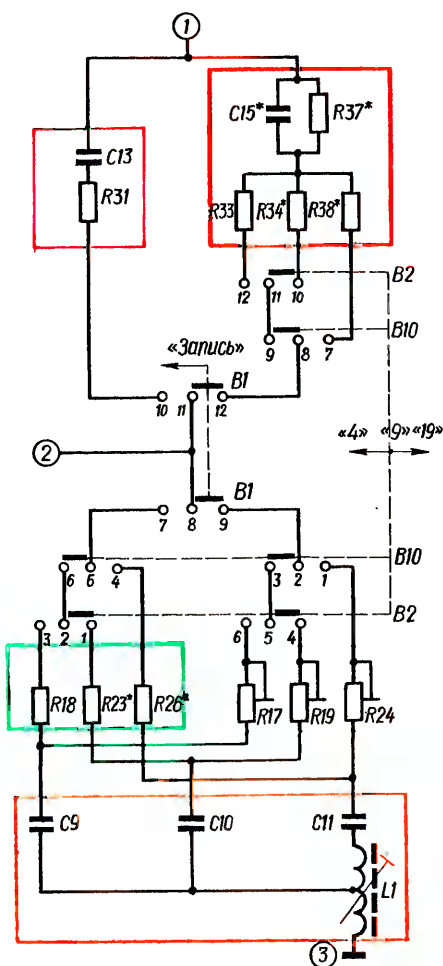 1
C15* R37*
C13
R31
R33 R34* R38*
B2
12 11 10
B10
9 8 7
«Запись»
B1
10 11 12
«4» «9» «19»
2
B1
7 8 9
B10
6 6 4 3 2 1
B2
3 2 1 6 5 4
R18 R23* R26* R17 R19 R24
C9 C10 C11
L1
3